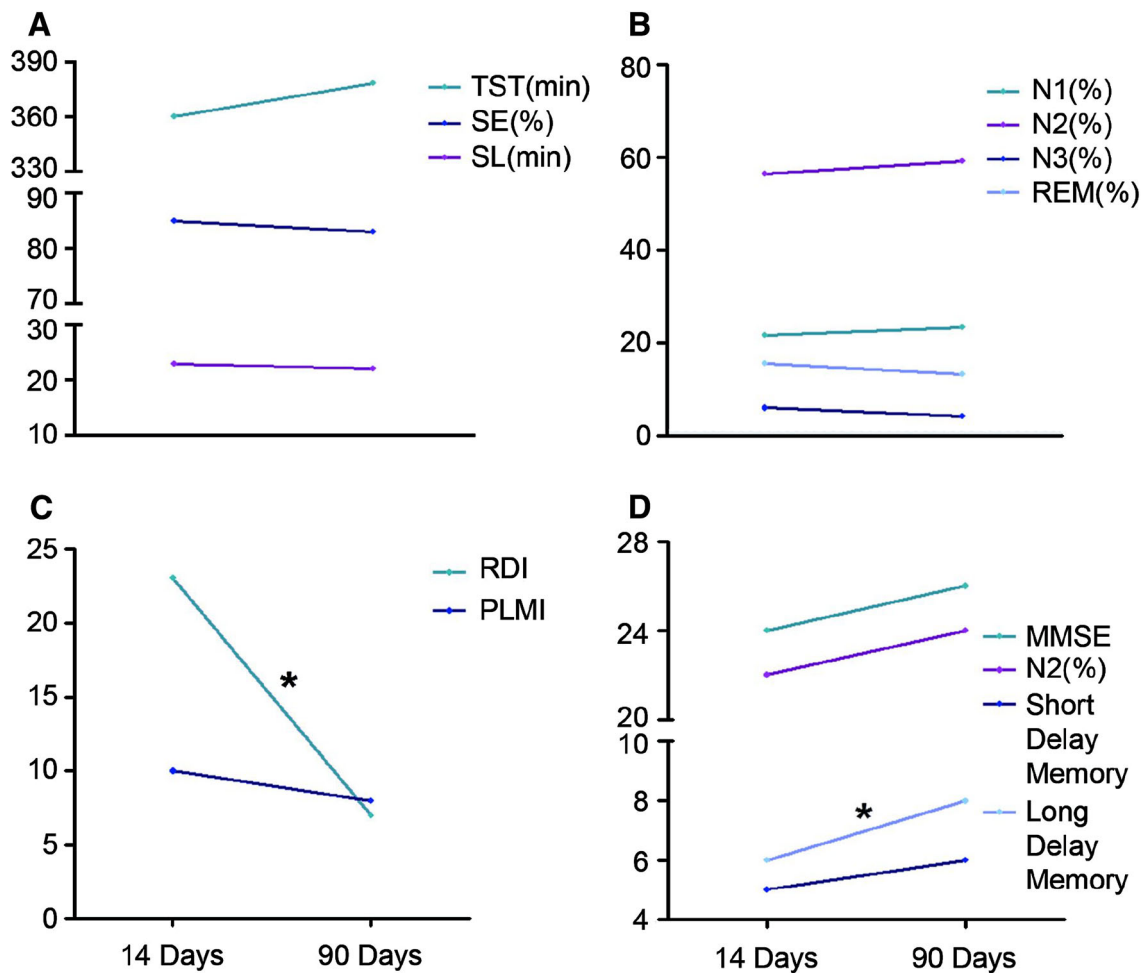 A
390
360
330
90
80
70
30
20
10
TST(min)
SE(%)
SL(min)
B
80
60
40
20
0
N1(%)
N2(%)
N3(%)
REM(%)
C
25
20
15
10
5
0
RDI
PLMI
*
14 Days
90 Days
D
28
24
20
10
8
6
4
MMSE
N2(%)
Short
Delay
Memory
Long
Delay
Memory
*
14 Days
90 Days